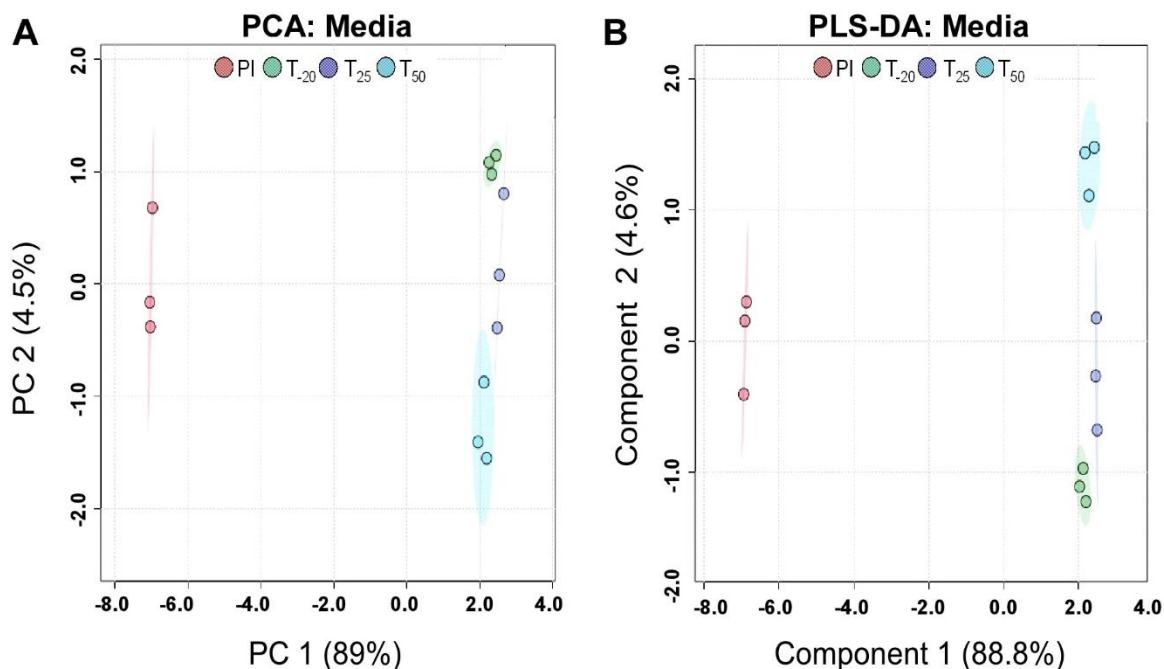 A
PCA: Media
PI T-20 T25 T50
2.0
1.0
0.0
-1.0
-2.0
PC 2 (4.5%)
-8.0 -6.0 -4.0 -2.0 0.0 2.0 4.0
PC 1 (89%)
B
PLS-DA: Media
PI T-20 T25 T50
2.0
1.0
0.0
-1.0
-2.0
Component 2 (4.6%)
-8.0 -6.0 -4.0 -2.0 0.0 2.0 4.0
Component 1 (88.8%)